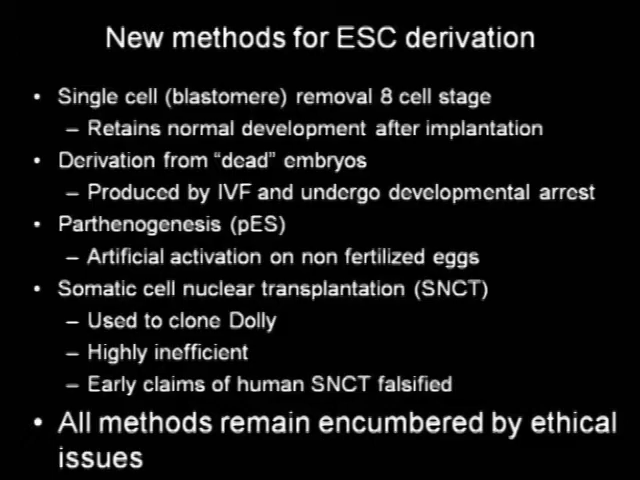 New methods for ESC derivation
• Single cell (blastomere) removal 8 cell stage
– Retains normal development after implantation
• Derivation from “dead” embryos
– Produced by IVF and undergo developmental arrest
• Parthenogenesis (pES)
– Artificial activation on non fertilized eggs
• Somatic cell nuclear transplantation (SNCT)
– Used to clone Dolly
– Highly inefficient
– Early claims of human SNCT falsified
• All methods remain encumbered by ethical
issues